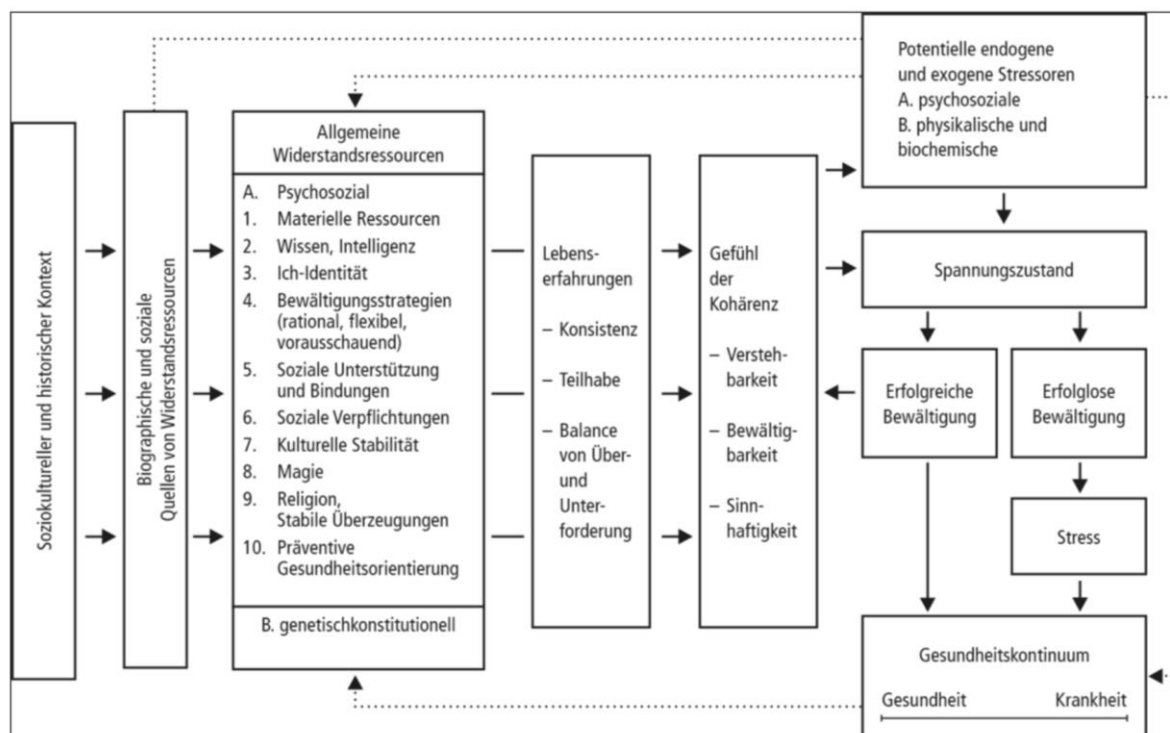 Soziokultureller und historischer Kontext
Biographische und soziale
Quellen von Widerstandsressourcen
Allgemeine
Widerstandsressourcen
A. Psychosozial
1. Materielle Ressourcen
2. Wissen, Intelligenz
3. Ich-Identität
4. Bewältigungsstrategien
(rational, flexibel,
vorausschauend)
5. Soziale Unterstützung
und Bindungen
6. Soziale Verpflichtungen
7. Kulturelle Stabilität
8. Magie
9. Religion,
Stabile Überzeugungen
10. Präventive
Gesundheitsorientierung
B. genetischkonstitutionell
Lebens-
erfahrungen
– Konsistenz
– Teilhabe
– Balance
von Über-
und
Unter-
forderung
Gefühl
der
Kohärenz
– Versteh-
barkeit
– Bewältig-
barkeit
– Sinn-
haftigkeit
Potentielle endogene
und exogene Stressoren
A. psychosoziale
B. physikalische und
biochemische
Spannungszustand
Erfolgreiche
Bewältigung
Erfolglose
Bewältigung
Stress
Gesundheitskontinuum
Gesundheit Krankheit